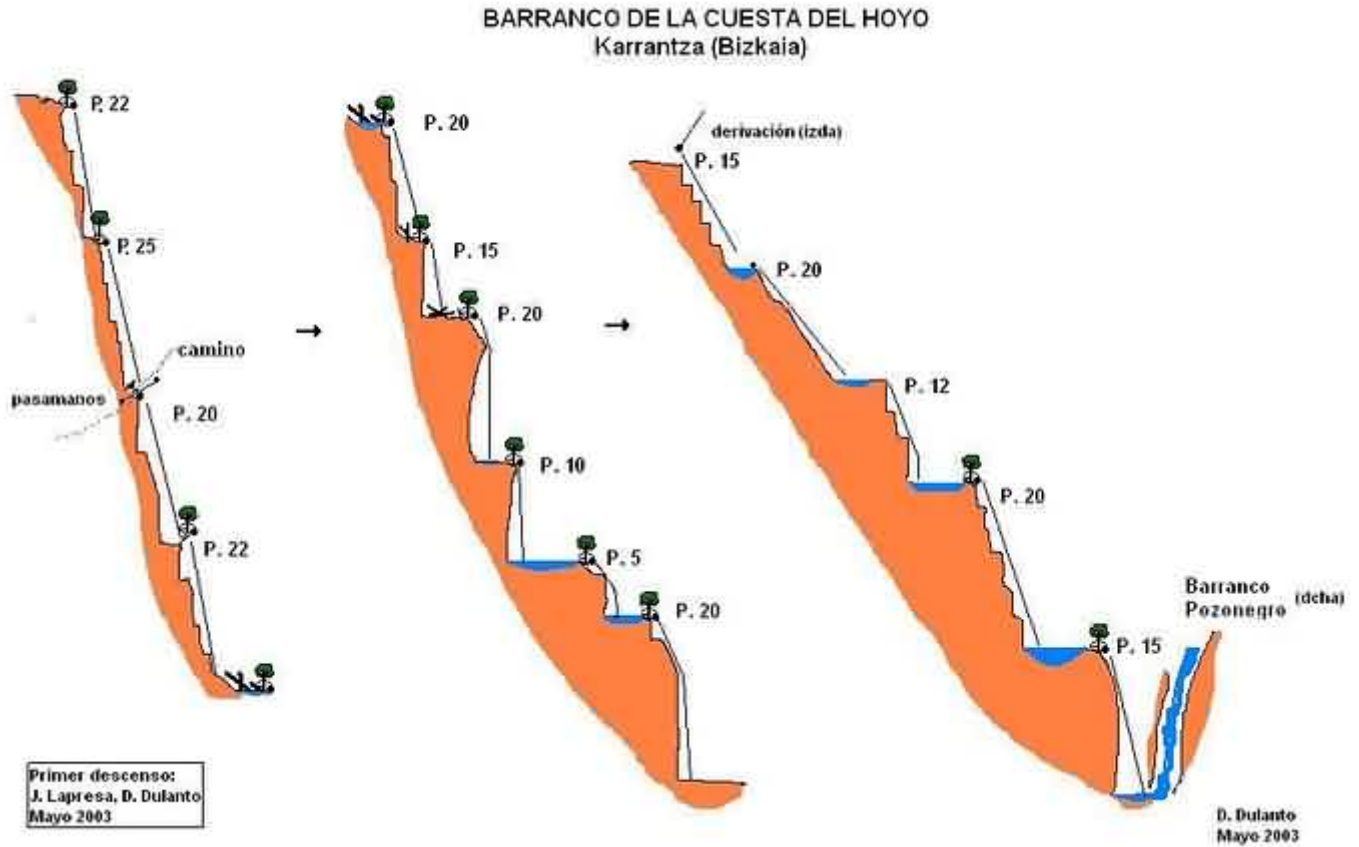 BARRANCO DE LA CUESTA DEL HOYO
Karrantza (Bizkaia)
P. 22
P. 25
camino
pasamanos
P. 20
P. 22
Primer descenso:
J. Lapresa, D. Dulanto
Mayo 2003
P. 20
P. 15
P. 20
P. 10
P. 5
P. 20
derivación (izda)
P. 15
P. 20
P. 12
P. 20
P. 15
Barranco
Pozonegro (dcha)
D. Dulanto
Mayo 2003